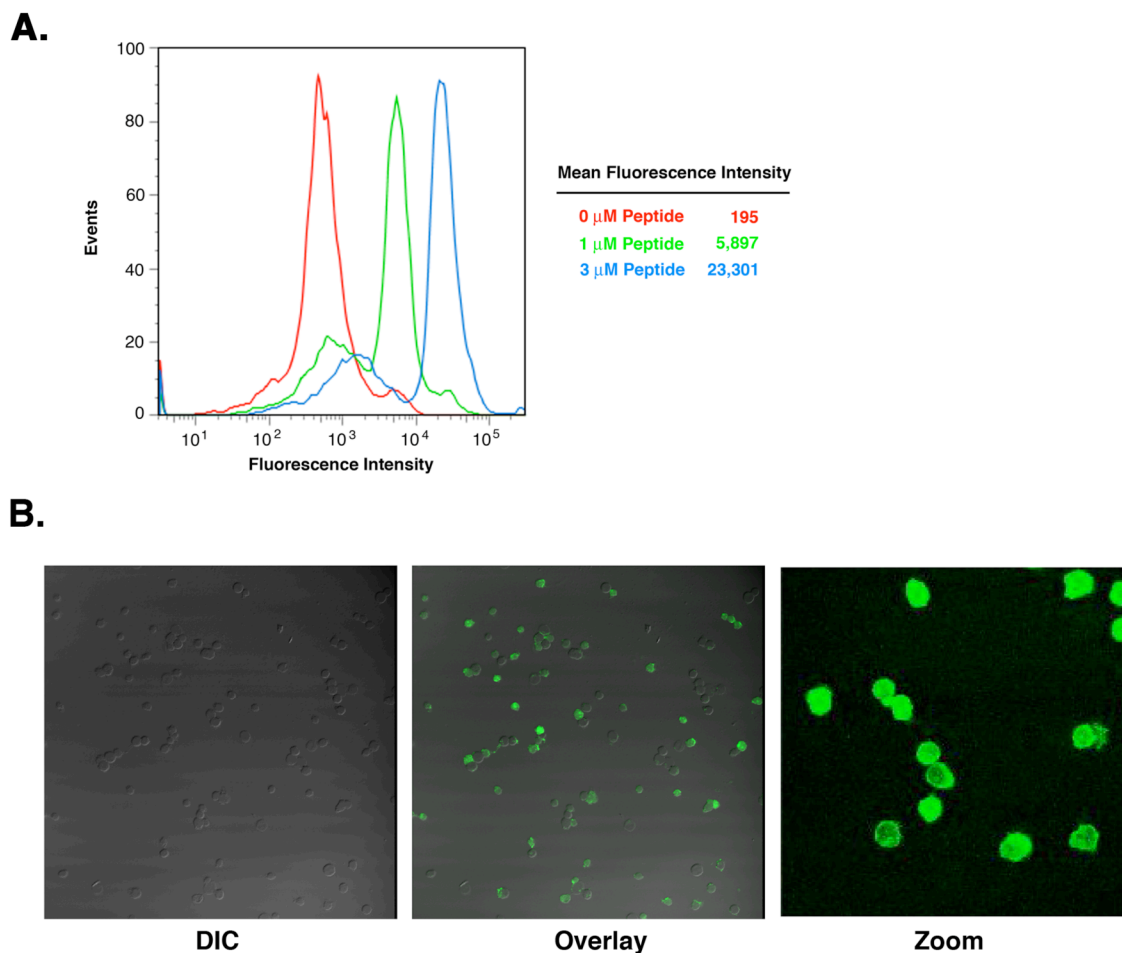 A.
100
80
60
40
20
0
Events
10¹ 10² 10³ 10⁴ 10⁵
Fluorescence Intensity
Mean Fluorescence Intensity
0 μM Peptide 195
1 μM Peptide 5,897
3 μM Peptide 23,301
B.
DIC Overlay Zoom